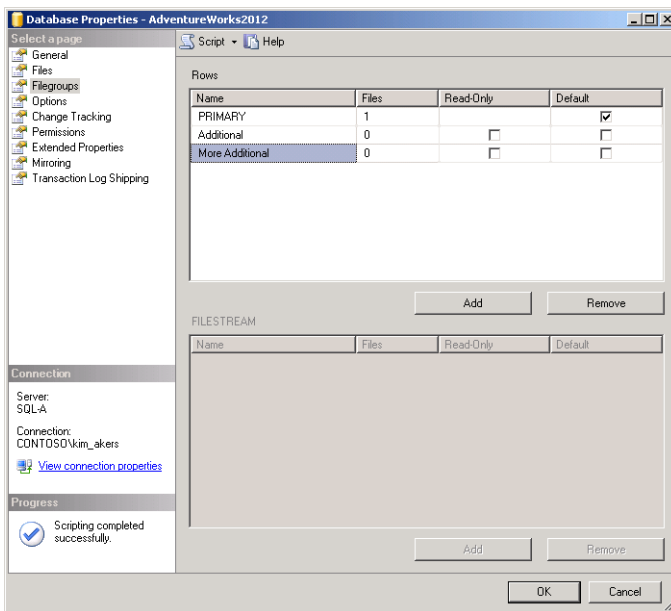 Database Properties - AdventureWorks2012
Select a page
General
Files
Filegroups
Options
Change Tracking
Permissions
Extended Properties
Mirroring
Transaction Log Shipping
Script Help
Rows
Name Files Read-Only Default
PRIMARY 1
Additional 0
More Additional 0
Add Remove
FILESTREAM
Name Files Read-Only Default
Add Remove
Connection
Server:
SQL-A
Connection:
CONTOSO\kim_akers
View connection properties
Progress
Scripting completed
successfully.
OK Cancel